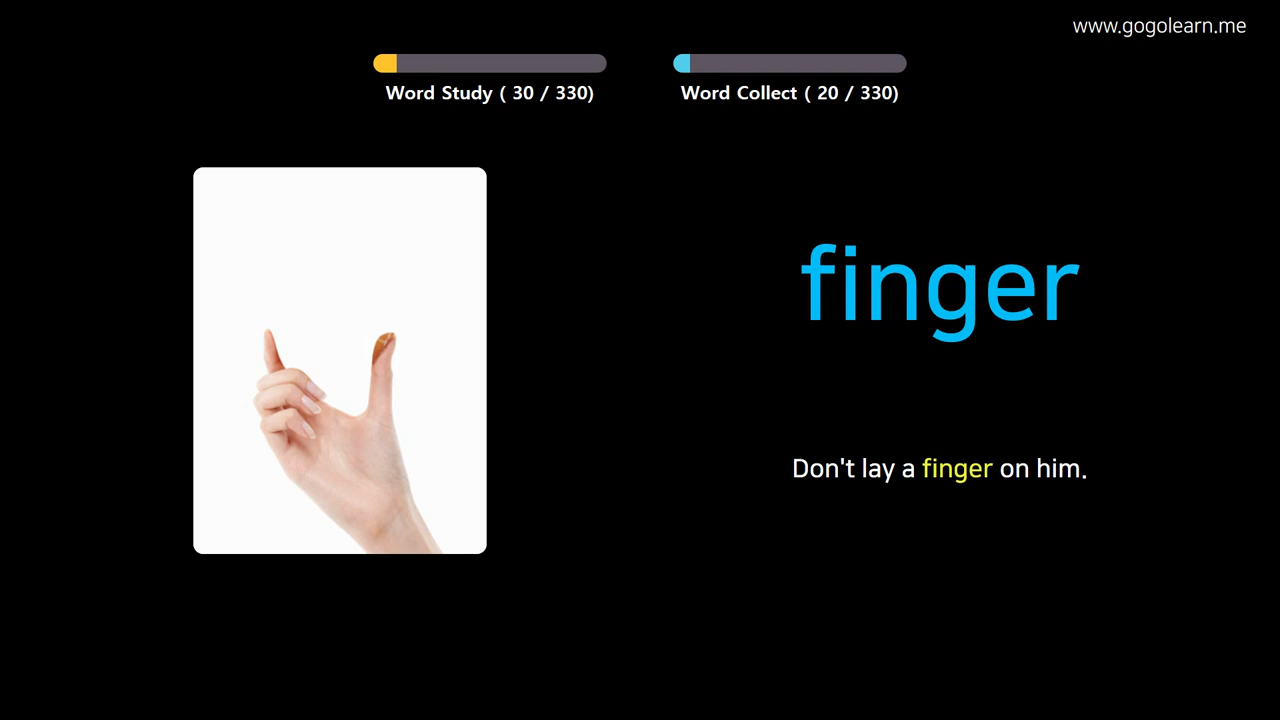 www.gogolearn.me
Word Study ( 30 / 330)
Word Collect ( 20 / 330)
finger
Don't lay a finger on him.